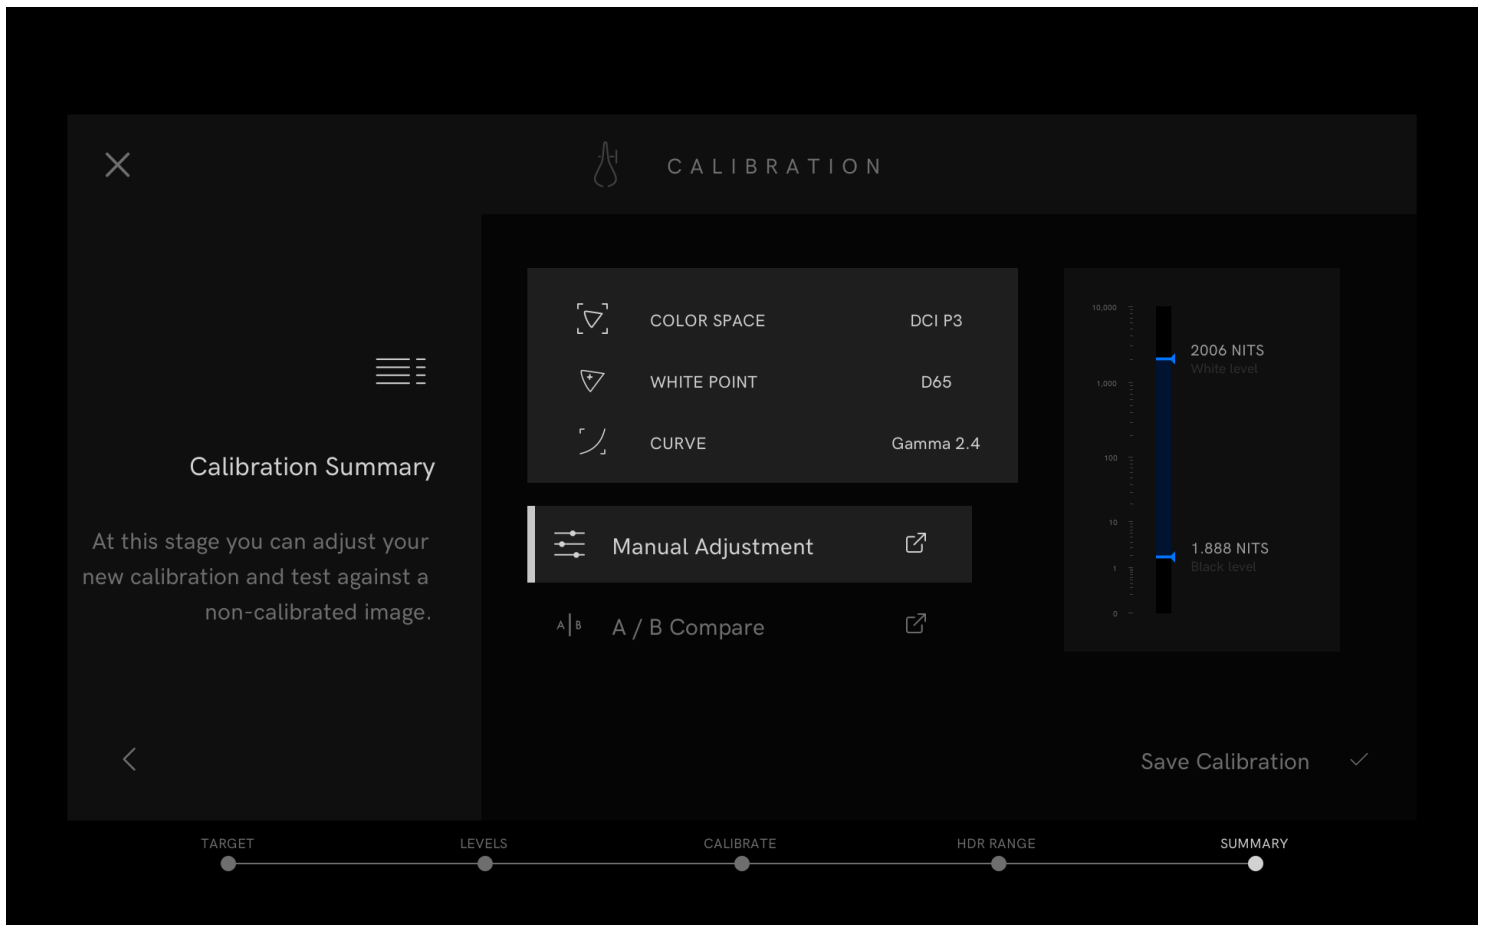 CALIBRATION
Calibration Summary
At this stage you can adjust your
new calibration and test against a
non-calibrated image.
COLOR SPACE DCI P3
WHITE POINT D65
CURVE Gamma 2.4
Manual Adjustment
A|B A / B Compare
10,000
1,000
100
10
1
0
2006 NITS
White level
1.888 NITS
Black level
Save Calibration
TARGET LEVELS CALIBRATE HDR RANGE SUMMARY